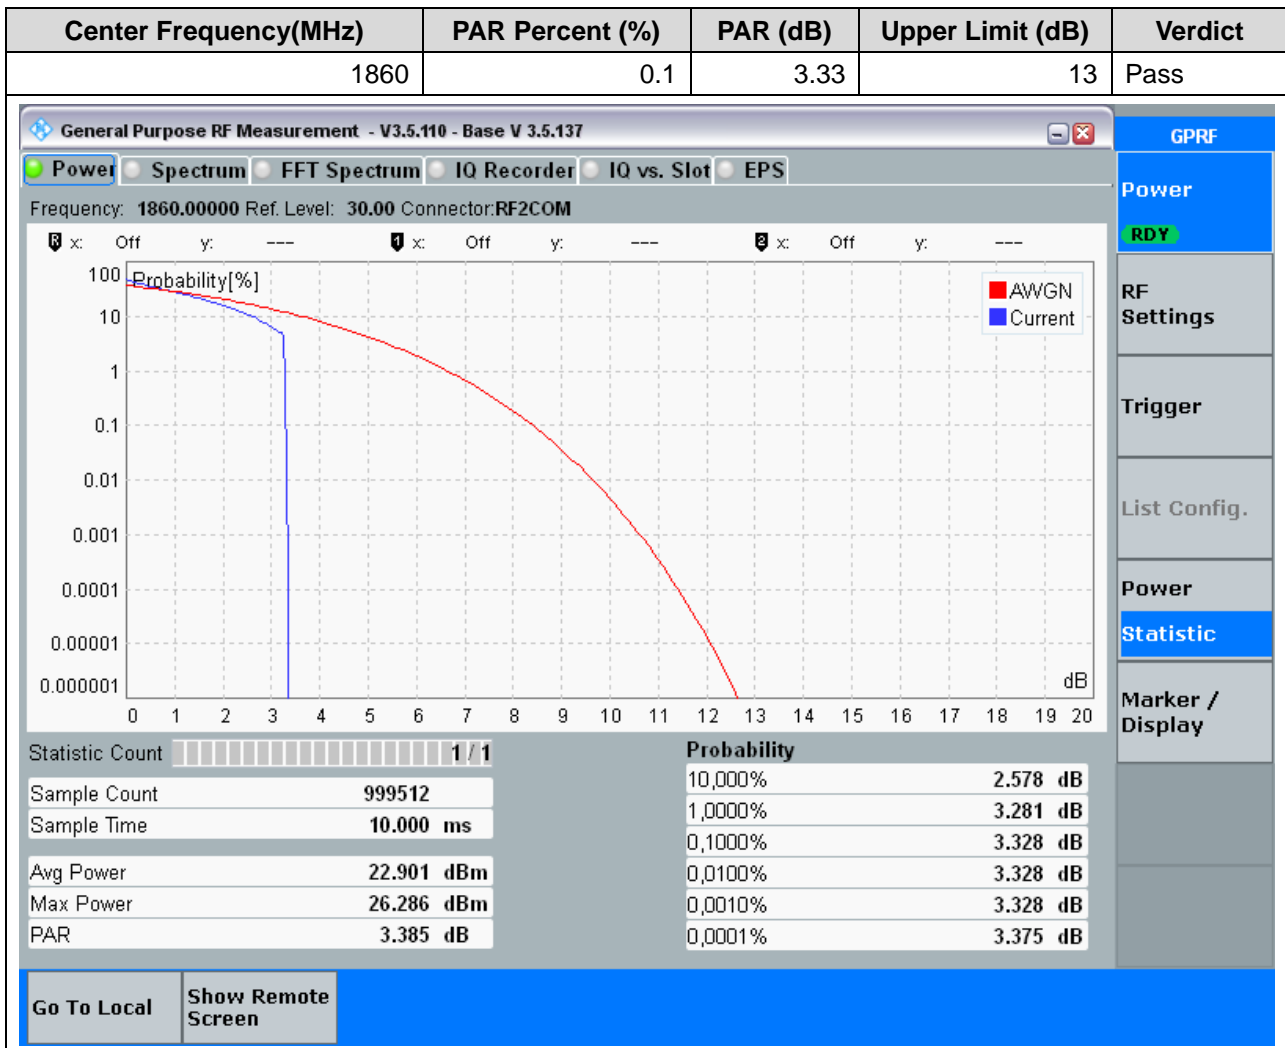 Center Frequency(MHz) PAR Percent (%) PAR (dB) Upper Limit (dB) Verdict
1860 0.1 3.33 13 Pass
General Purpose RF Measurement - V3.5.110 - Base V 3.5.137
GPRF
Power Spectrum FFT Spectrum IQ Recorder IQ vs. Slot EPS
Power
RDY
Frequency: 1860.00000 Ref. Level: 30.00 Connector:RF2COM
R x: Off y: --- 1 x: Off y: --- 2 x: Off y: ---
Probability[%]
AWGN
Current
100
10
1
0.1
0.01
0.001
0.0001
0.00001
0.000001
dB
0 1 2 3 4 5 6 7 8 9 10 11 12 13 14 15 16 17 18 19 20
RF
Settings
Trigger
List Config.
Power
Statistic
Marker /
Display
Statistic Count 1 / 1
Sample Count 999512
Sample Time 10.000 ms
Avg Power 22.901 dBm
Max Power 26.286 dBm
PAR 3.385 dB
Probability
10,000% 2.578 dB
1,0000% 3.281 dB
0,1000% 3.328 dB
0,0100% 3.328 dB
0,0010% 3.328 dB
0,0001% 3.375 dB
Go To Local
Show Remote
Screen